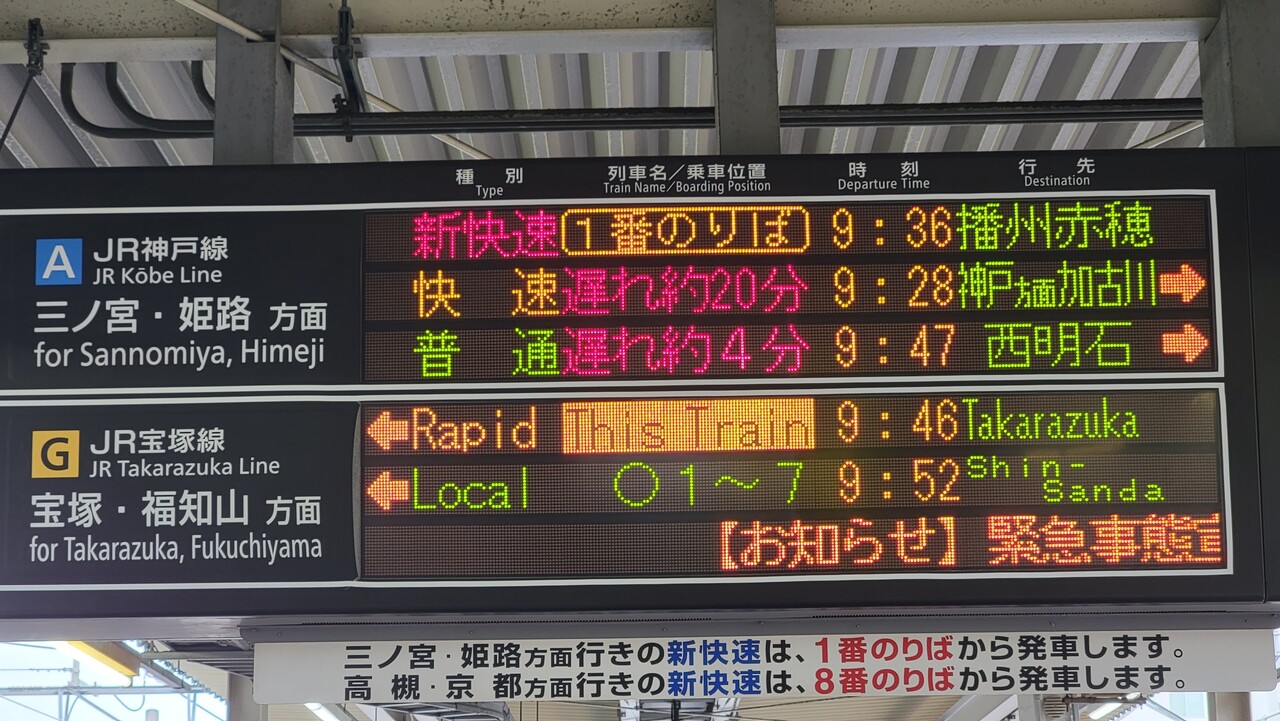 種別 列車名／乗車位置 時刻 行先
Type Train Name/Boarding Position Departure Time Destination
A JR神戸線
JR Kōbe Line
三ノ宮・姫路 方面
for Sannomiya, Himeji
新快速 1番のりば 9:36 播州赤穂
快速 遅れ約20分 9:28 神戸方面加古川 →
普通 遅れ約4分 9:47 西明石 →
G JR宝塚線
JR Takarazuka Line
宝塚・福知山 方面
for Takarazuka, Fukuchiyama
← Rapid This Train 9:46 Takarazuka
← Local ○1～7 9:52 Shin-Sanda
【お知らせ】 緊急事態宣
三ノ宮・姫路方面行きの新快速は、1番のりばから発車します。
高槻・京都方面行きの新快速は、8番のりばから発車します。